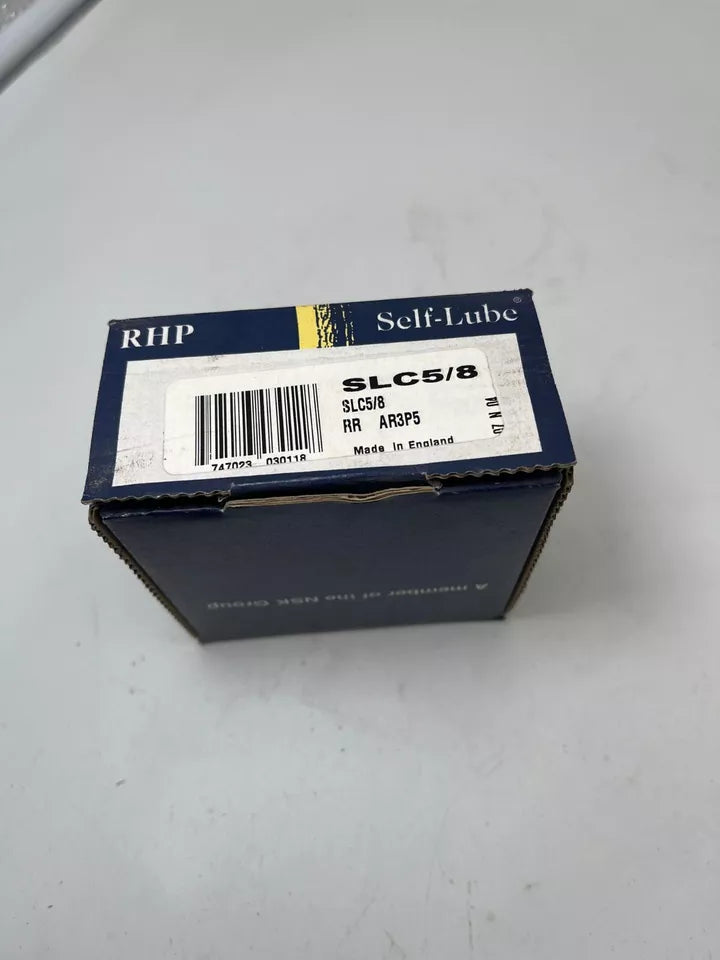 RHP
Self-Lube®
SLC5/8
SLC5/8
RR AR3P5
Made in England
747023 030118
A member of the NSK Group